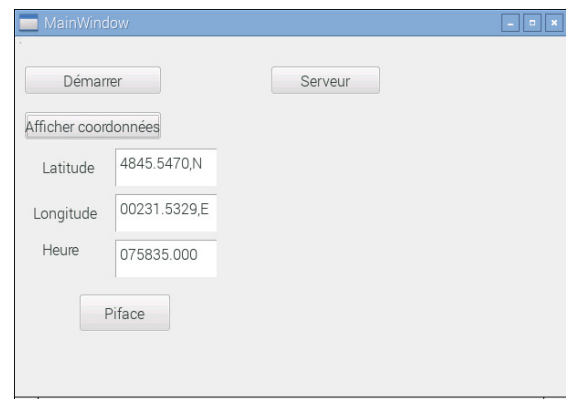 MainWindow
Démarrer
Serveur
Afficher coordonnées
Latitude
4845.5470,N
Longitude
00231.5329,E
Heure
075835.000
Piface